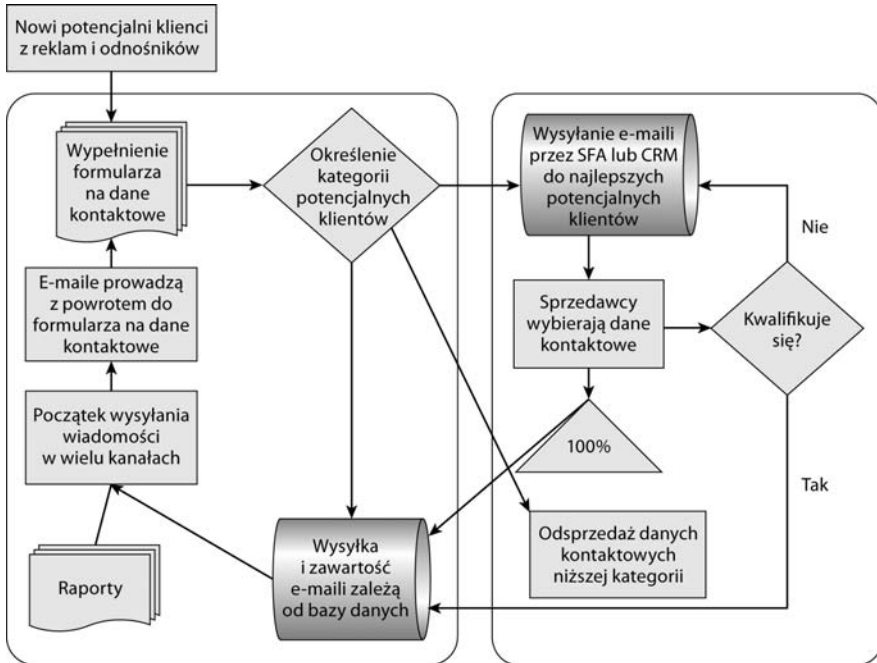 Nowi potencjalni klienci
z reklam i odnośników
Wypełnienie
formularza
na dane
kontaktowe
Określenie
kategorii
potencjalnych
klientów
Wysyłanie e-maili
przez SFA lub CRM
do najlepszych
potencjalnych
klientów
Nie
E-maile prowadzą
z powrotem do
formularza na dane
kontaktowe
Sprzedawcy
wybierają dane
kontaktowe
Kwalifikuje
się?
Początek wysyłania
wiadomości
w wielu kanałach
100%
Tak
Raporty
Wysyłka
i zawartość
e-maili zależą
od bazy danych
Odsprzedaż danych
kontaktowych
niższej kategorii